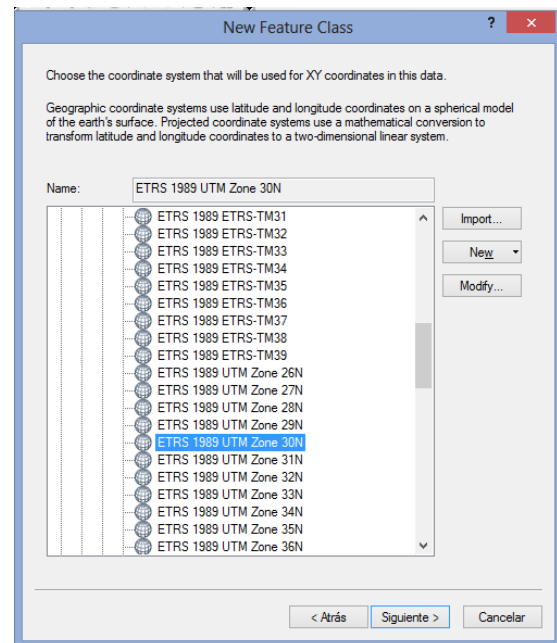 New Feature Class
?
×
Choose the coordinate system that will be used for XY coordinates in this data.
Geographic coordinate systems use latitude and longitude coordinates on a spherical model
of the earth's surface. Projected coordinate systems use a mathematical conversion to
transform latitude and longitude coordinates to a two-dimensional linear system.
Name:
ETRS 1989 UTM Zone 30N
ETRS 1989 ETRS-TM31
ETRS 1989 ETRS-TM32
ETRS 1989 ETRS-TM33
ETRS 1989 ETRS-TM34
ETRS 1989 ETRS-TM35
ETRS 1989 ETRS-TM36
ETRS 1989 ETRS-TM37
ETRS 1989 ETRS-TM38
ETRS 1989 ETRS-TM39
ETRS 1989 UTM Zone 26N
ETRS 1989 UTM Zone 27N
ETRS 1989 UTM Zone 28N
ETRS 1989 UTM Zone 29N
ETRS 1989 UTM Zone 30N
ETRS 1989 UTM Zone 31N
ETRS 1989 UTM Zone 32N
ETRS 1989 UTM Zone 33N
ETRS 1989 UTM Zone 34N
ETRS 1989 UTM Zone 35N
ETRS 1989 UTM Zone 36N
Import...
New
Modify...
< Atrás
Siguiente >
Cancelar